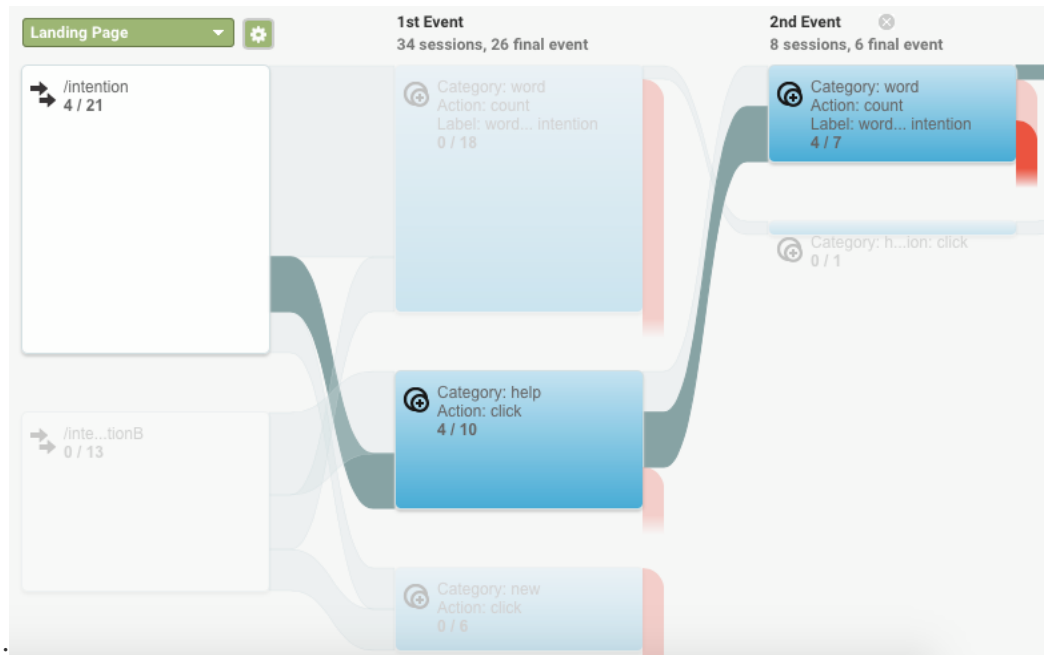 Landing Page
1st Event
34 sessions, 26 final event
2nd Event
8 sessions, 6 final event
/intention
4 / 21
/inte...tionB
0 / 13
Category: word
Action: count
Label: word... intention
0 / 18
Category: help
Action: click
4 / 10
Category: new
Action: click
0 / 6
Category: word
Action: count
Label: word... intention
4 / 7
Category: h...ion: click
0 / 1